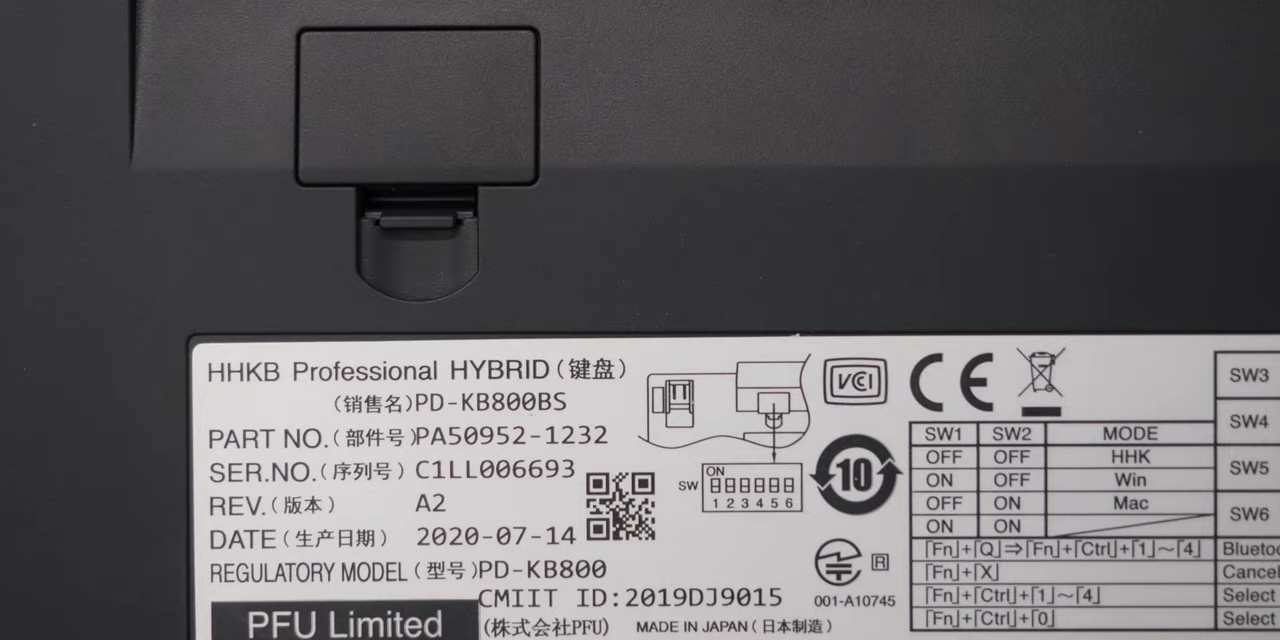 HHKB Professional HYBRID(键盘)
(销售名)PD-KB800BS
PART NO.(部件号)PA50952-1232
SER.NO.(序列号) C1LL006693
REV.(版本) A2
DATE(生产日期) 2020-07-14
REGULATORY MODEL(型号)PD-KB800
CMIIT ID:2019DJ9015
PFU Limited
(株式会社PFU) MADE IN JAPAN(日本制造)
ON
SW
1 2 3 4 5 6
VCI
10
R
001-A10745
CE
SW1 SW2 MODE
OFF OFF HHK
ON OFF Win
OFF ON Mac
ON ON
「Fn」+「Q」⇒「Fn」+「Ctrl」+「1」~「4」
「Fn」+「X」
「Fn」+「Ctrl」+「1」~「4」 Select
「Fn」+「Ctrl」+「0」 Select
SW3
SW4
SW5
SW6